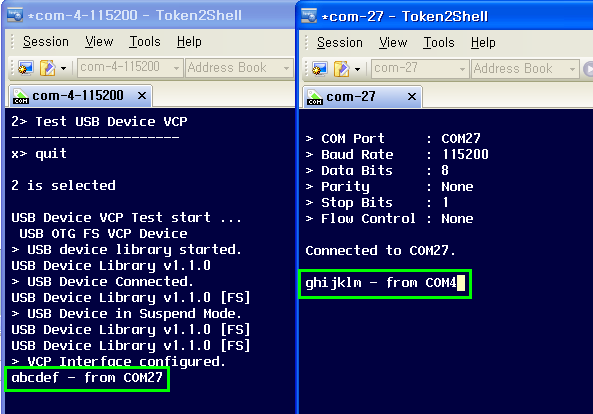 *com-4-115200 - Token2Shell
Session View Tools Help
com-4-115200 Address Book
com-4-115200
2> Test USB Device VCP
---------------------
x> quit
2 is selected
USB Device VCP Test start ...
USB OTG FS VCP Device
> USB device library started.
USB Device Library v1.1.0
> USB Device Connected.
USB Device Library v1.1.0 [FS]
> USB Device in Suspend Mode.
USB Device Library v1.1.0 [FS]
USB Device Library v1.1.0 [FS]
> VCP Interface configured.
abcdef - from COM27
*com-27 - Token2Shell
Session View Tools Help
com-27 Address Book
com-27
> COM Port : COM27
> Baud Rate : 115200
> Data Bits : 8
> Parity : None
> Stop Bits : 1
> Flow Control : None
Connected to COM27.
ghijklm - from COM4